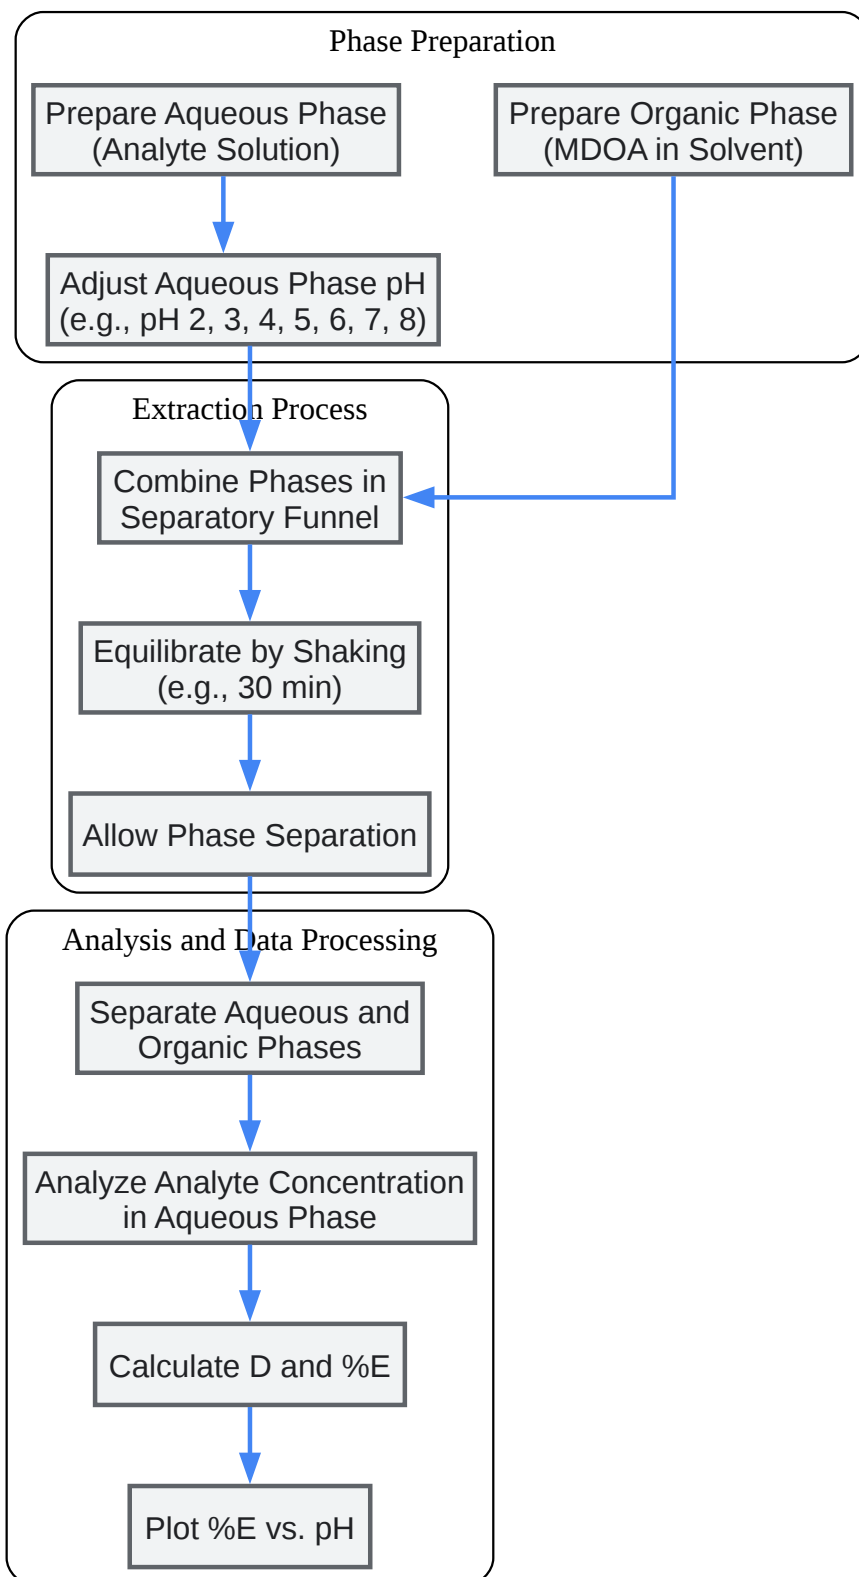 Phase Preparation
Prepare Aqueous Phase
(Analyte Solution)
Prepare Organic Phase
(MDOA in Solvent)
Adjust Aqueous Phase pH
(e.g., pH 2, 3, 4, 5, 6, 7, 8)
Extraction Process
Combine Phases in
Separatory Funnel
Equilibrate by Shaking
(e.g., 30 min)
Allow Phase Separation
Analysis and Data Processing
Separate Aqueous and
Organic Phases
Analyze Analyte Concentration
in Aqueous Phase
Calculate D and %E
Plot %E vs. pH